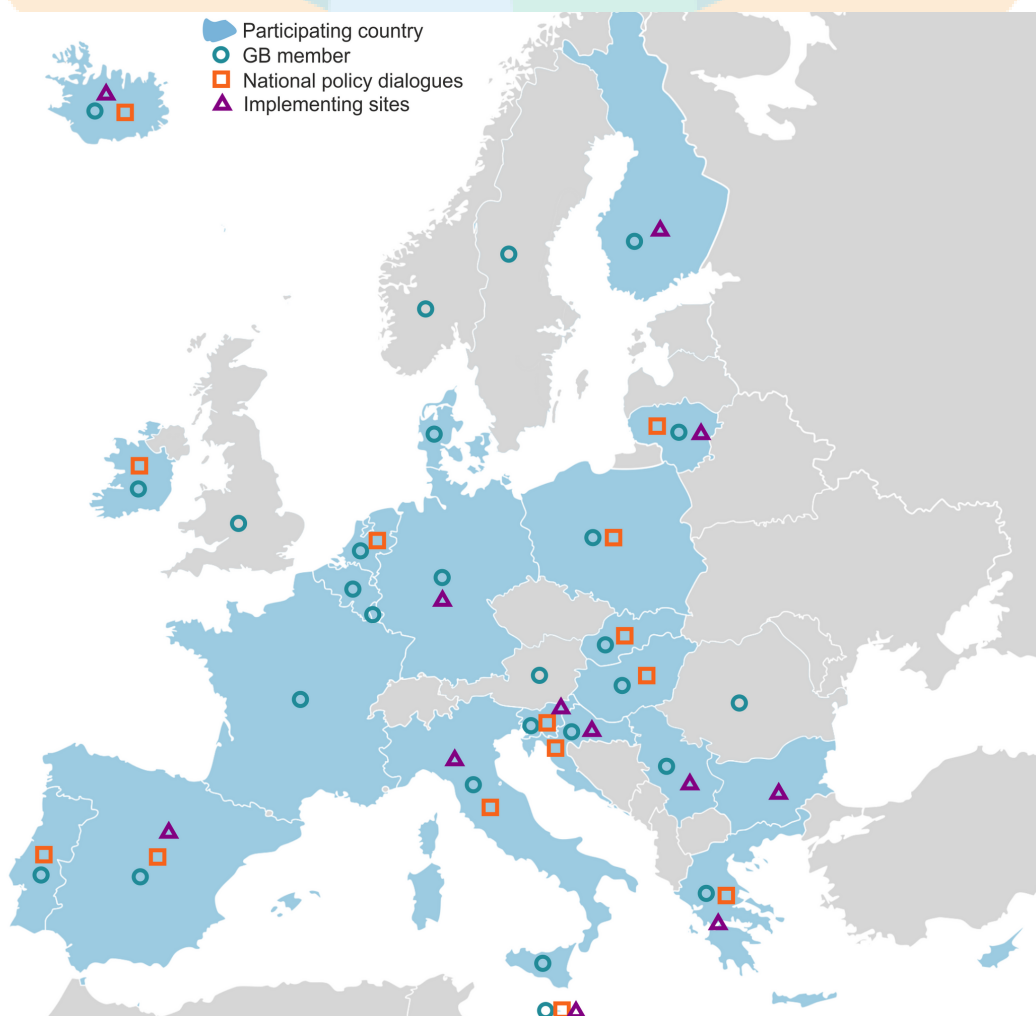 Participating country
GB member
National policy dialogues
Implementing sites